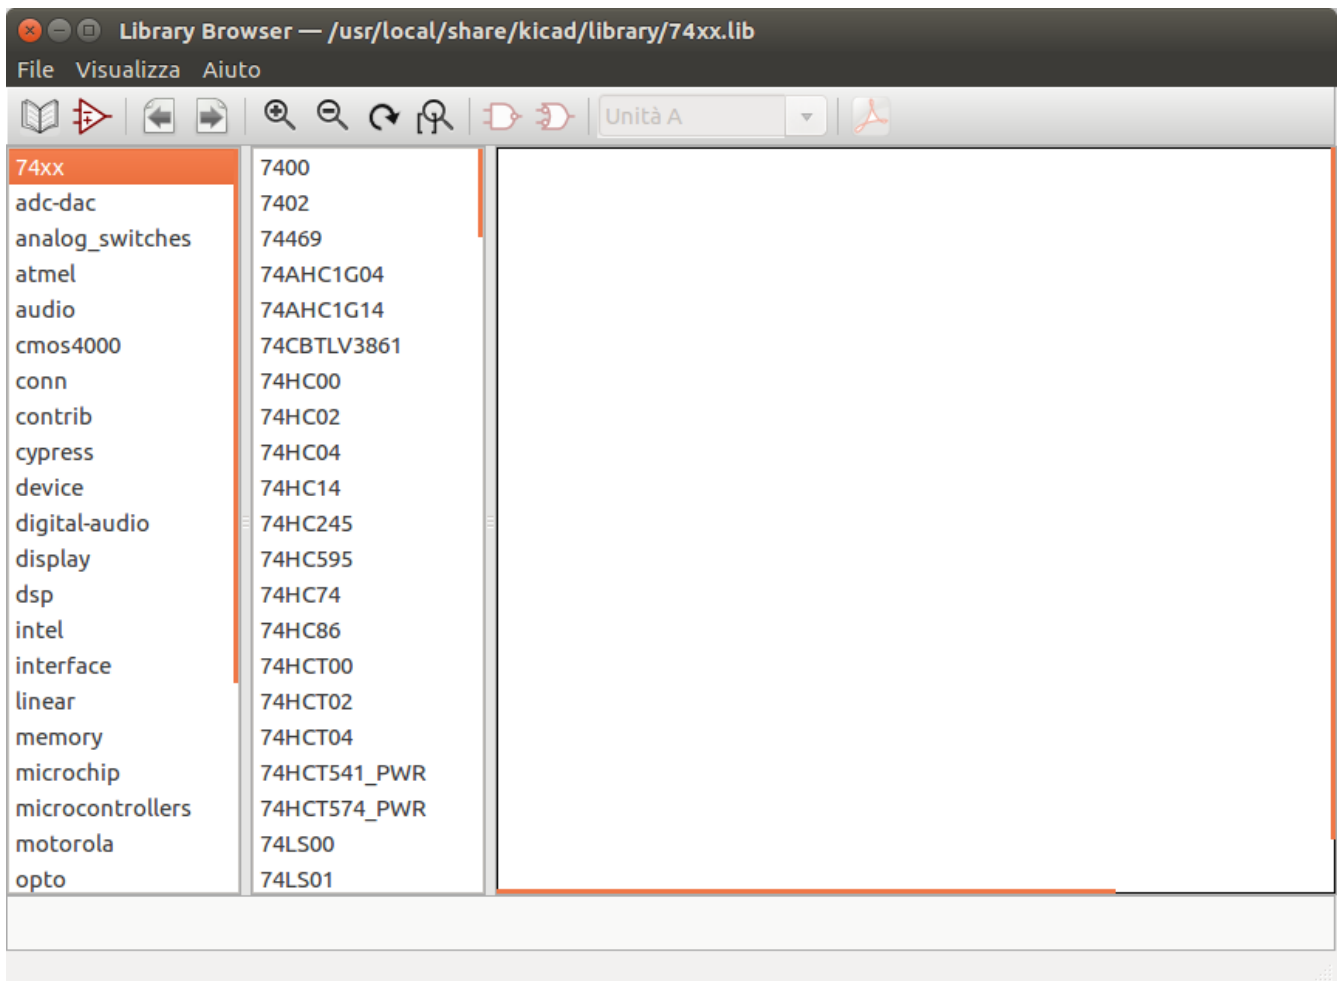 Library Browser — /usr/local/share/kicad/library/74xx.lib
File Visualizza Aiuto
Unità A
74xx
adc-dac
analog_switches
atmel
audio
cmos4000
conn
contrib
cypress
device
digital-audio
display
dsp
intel
interface
linear
memory
microchip
microcontrollers
motorola
opto
7400
7402
74469
74AHC1G04
74AHC1G14
74CBTLV3861
74HC00
74HC02
74HC04
74HC14
74HC245
74HC595
74HC74
74HC86
74HCT00
74HCT02
74HCT04
74HCT541_PWR
74HCT574_PWR
74LS00
74LS01